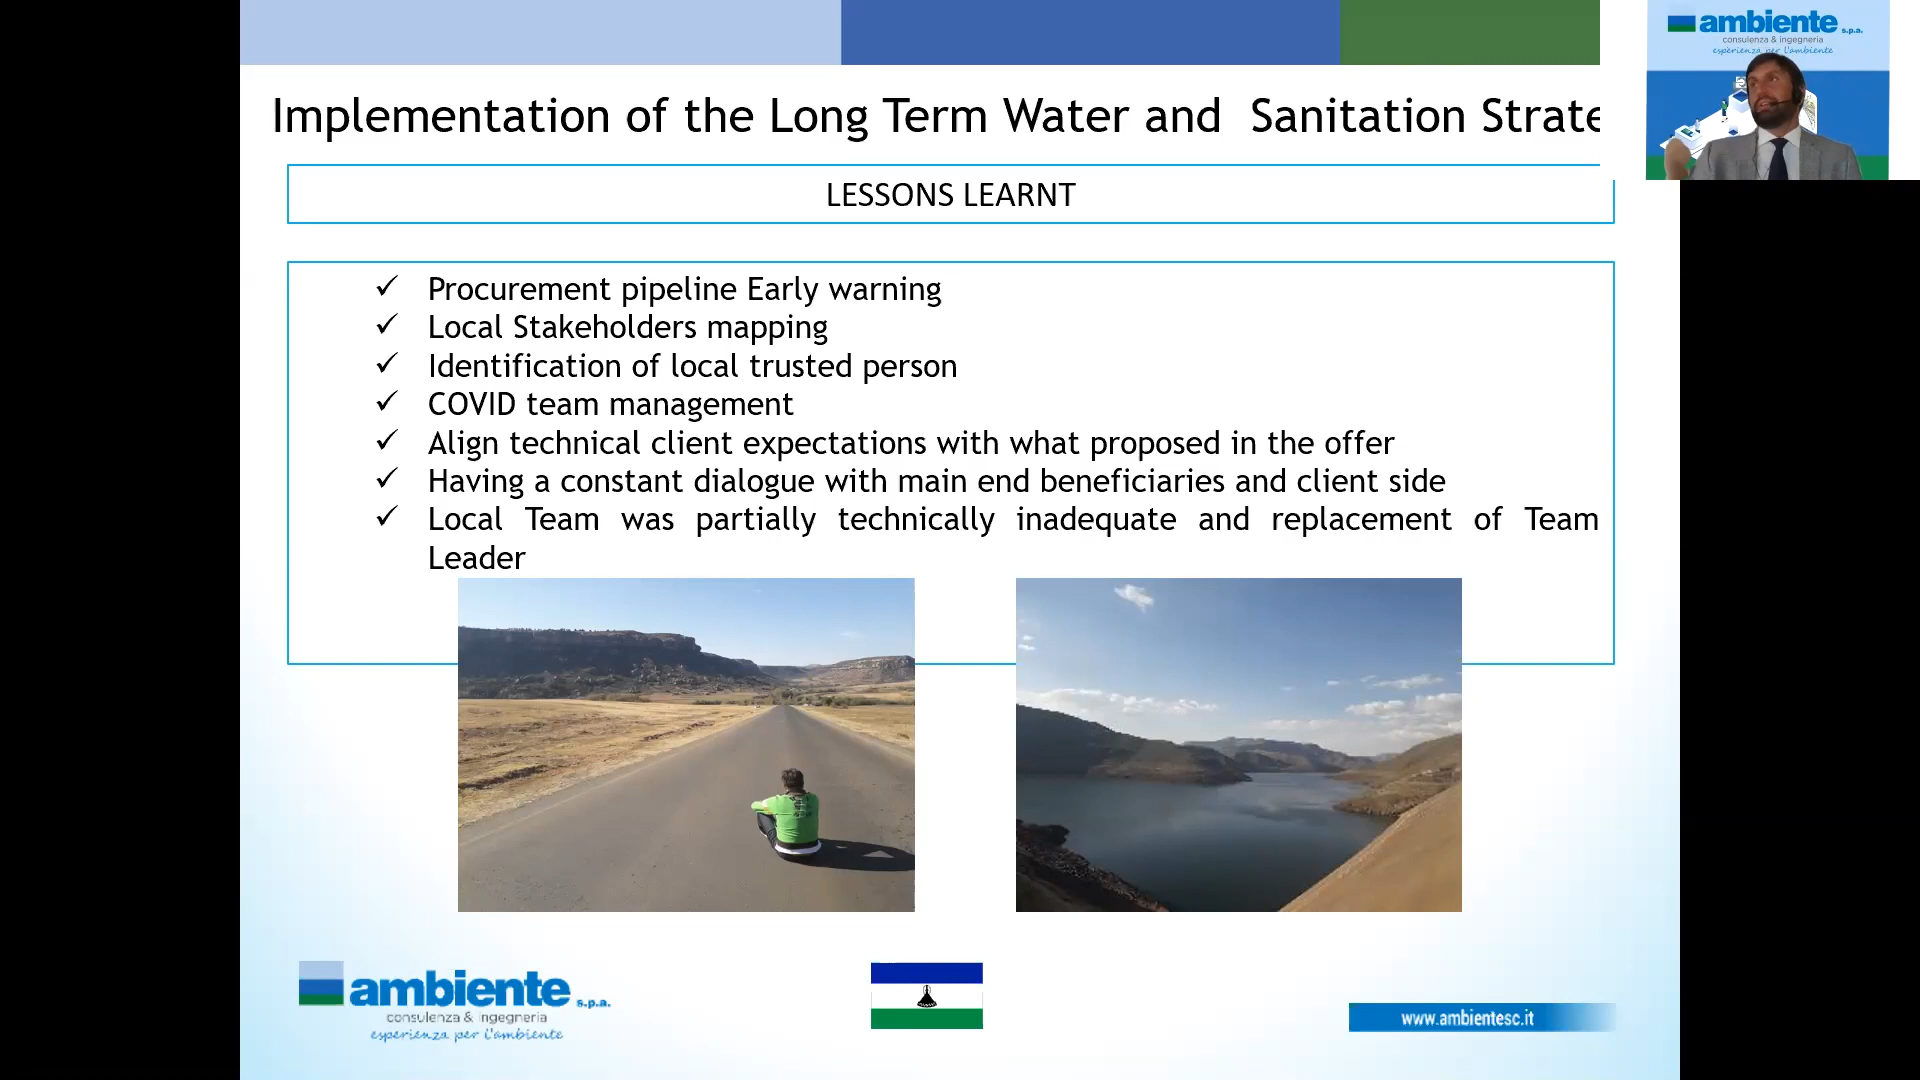 Implementation of the Long Term Water and Sanitation Strate
LESSONS LEARNT
✓ Procurement pipeline Early warning
✓ Local Stakeholders mapping
✓ Identification of local trusted person
✓ COVID team management
✓ Align technical client expectations with what proposed in the offer
✓ Having a constant dialogue with main end beneficiaries and client side
✓ Local Team was partially technically inadequate and replacement of Team
Leader
ambiente s.p.a.
consulenza & ingegneria
esperienza per l'ambiente
www.ambientesc.it
ambiente s.p.a.
consulenza & ingegneria
esperienza per l'ambiente